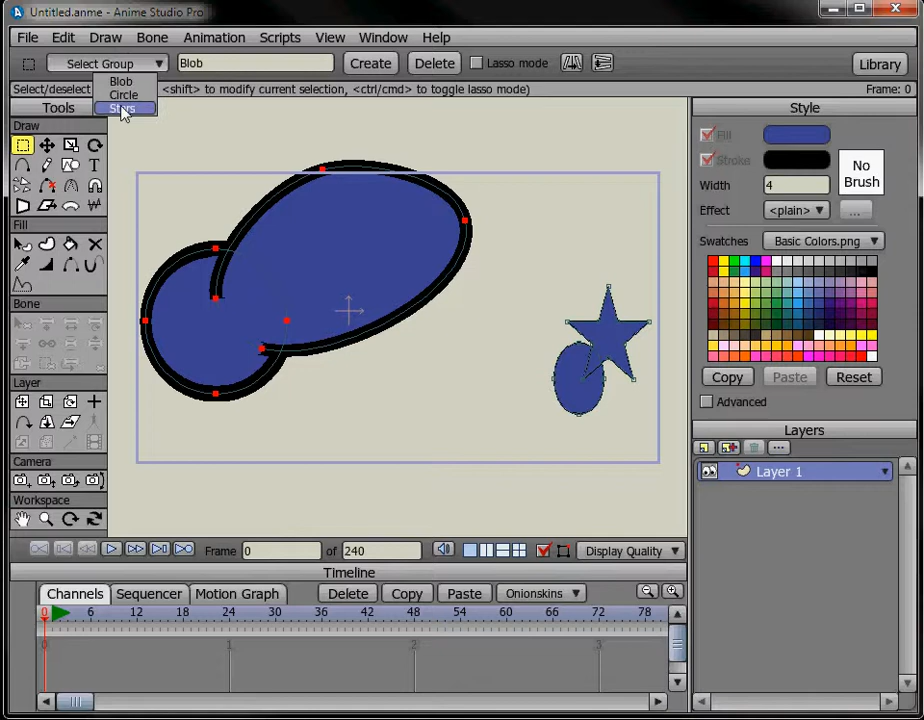 Untitled.anme - Anime Studio Pro
File Edit Draw Bone Animation Scripts View Window Help
Select Group Blob Create Delete Lasso mode Library
Select/deselect <shift> to modify current selection, <ctrl/cmd> to toggle lasso mode) Frame: 0
Blob
Circle
Stars
Tools
Draw
T
Fill
Bone
Layer
Camera
Workspace
Style
Fill
Stroke
No
Brush
Width 4
Effect <plain> ...
Swatches Basic Colors.png
Copy Paste Reset
Advanced
Layers
...
Layer 1
Frame 0 of 240 Display Quality
Timeline
Channels Sequencer Motion Graph Delete Copy Paste Onionskins
0 6 12 18 24 30 36 42 48 54 60 66 72 78
0 1 2 3